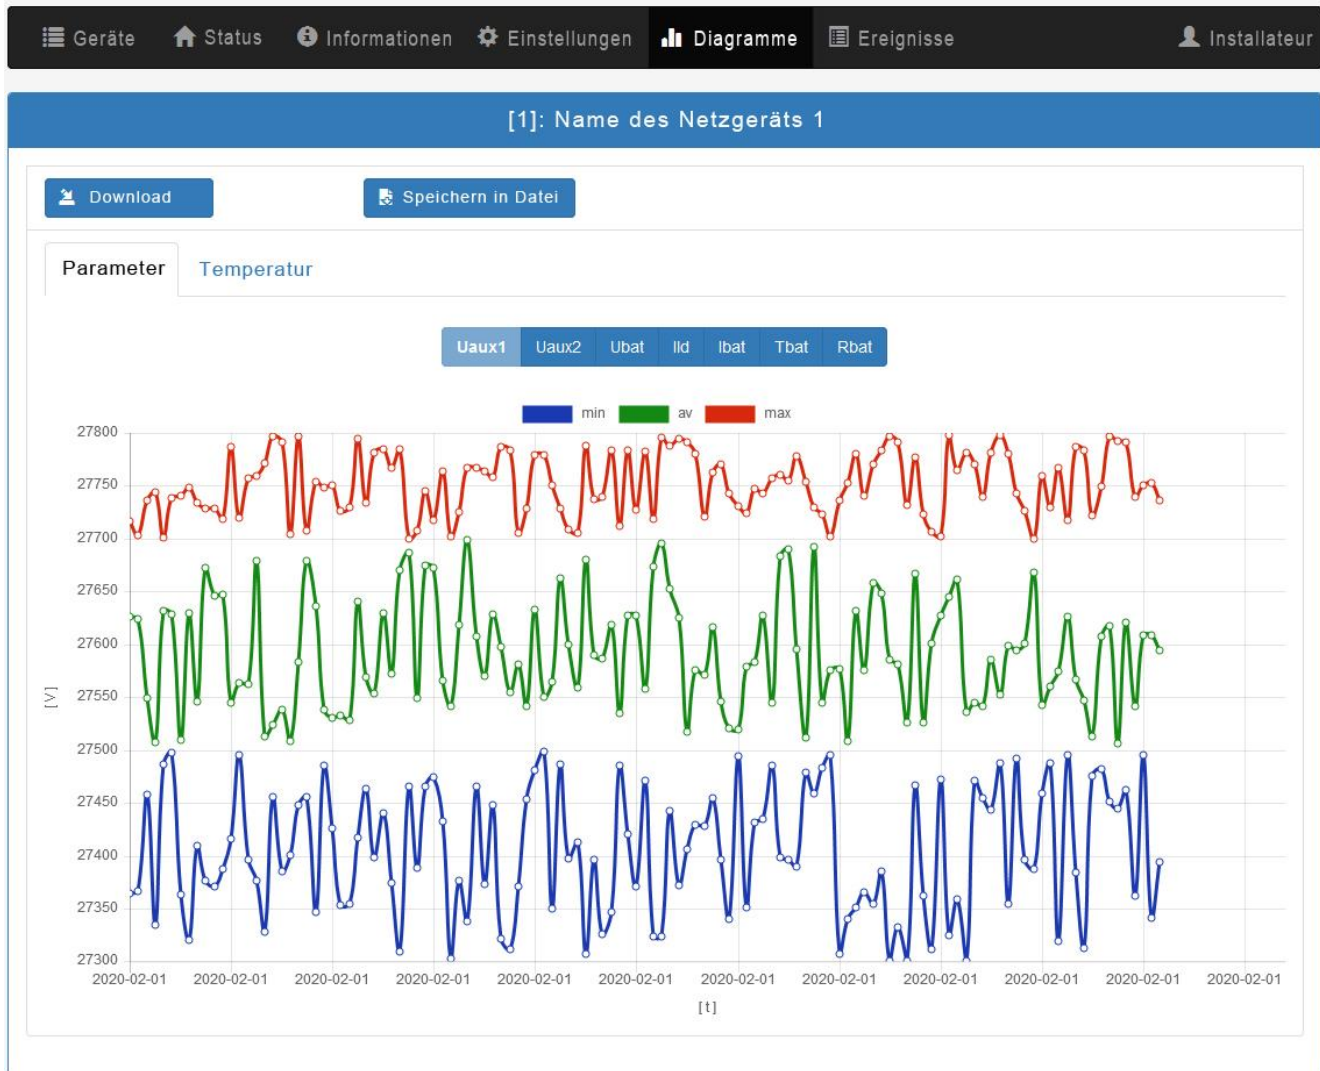 Geräte Status Informationen Einstellungen Diagramme Ereignisse Installateur
[1]: Name des Netzgeräts 1
Download Speichern in Datei
Parameter Temperatur
Uaux1 Uaux2 Ubat Ild Ibat Tbat Rbat
min av max
27800
27750
27700
27650
27600
27550
[V]
27500
27450
27400
27350
27300
2020-02-01 2020-02-01 2020-02-01 2020-02-01 2020-02-01 2020-02-01 2020-02-01 2020-02-01 2020-02-01 2020-02-01 2020-02-01 2020-02-01
[t]